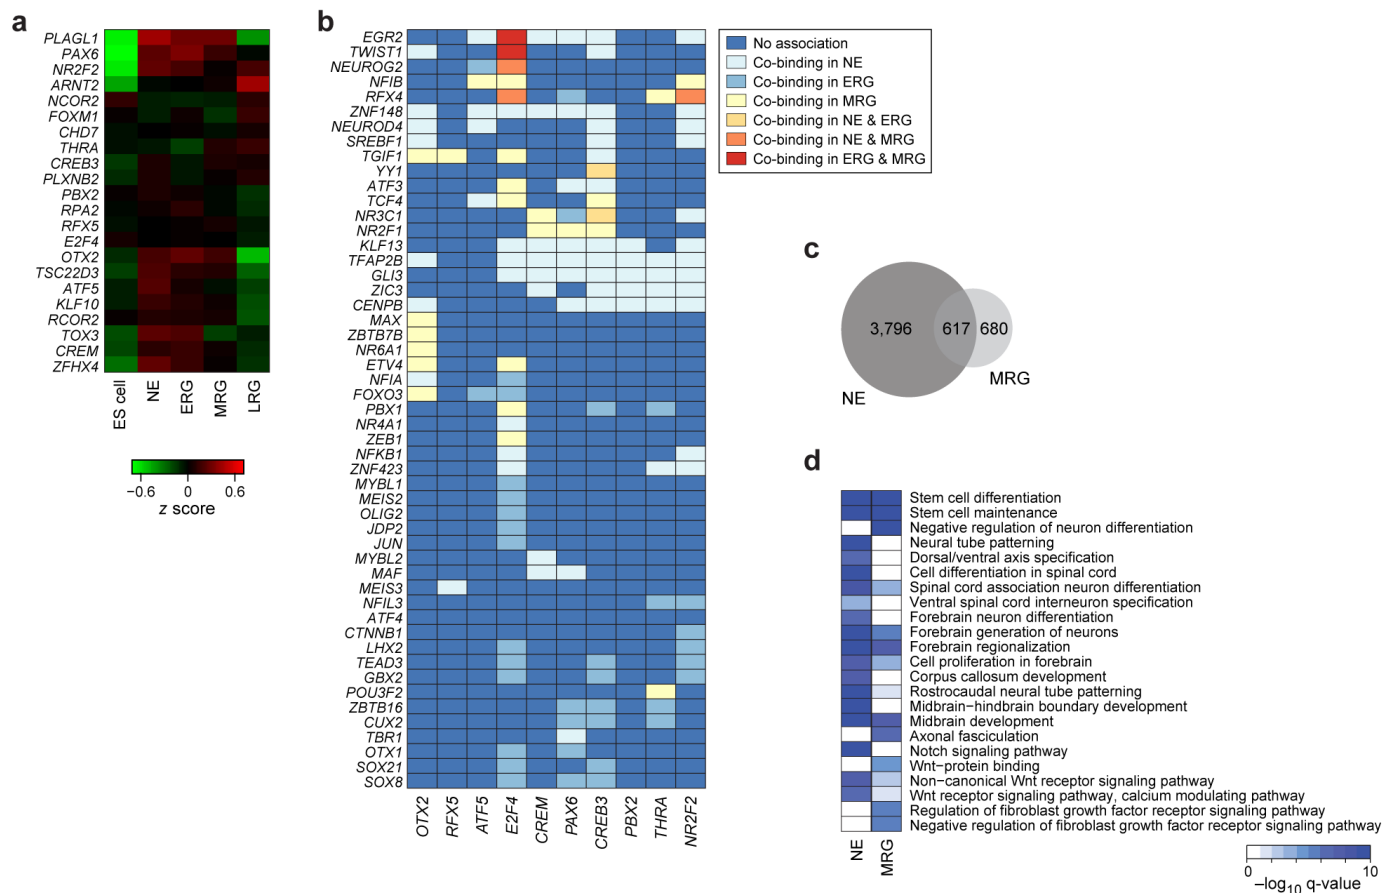 a
PLAGL1
PAX6
NR2F2
ARNT2
NCOR2
FOXM1
CHD7
THRA
CREB3
PLXNB2
PBX2
RPA2
RFX5
E2F4
OTX2
TSC22D3
ATF5
KLF10
RCOR2
TOX3
CREM
ZFHX4
ES cell
NE
ERG
MRG
LRG
−0.6 0 0.6
z score
b
EGR2
TWIST1
NEUROG2
NFIB
RFX4
ZNF148
NEUROD4
SREBF1
TGIF1
YY1
ATF3
TCF4
NR3C1
NR2F1
KLF13
TFAP2B
GLI3
ZIC3
CENPB
MAX
ZBTB7B
NR6A1
ETV4
NFIA
FOXO3
PBX1
NR4A1
ZEB1
NFKB1
ZNF423
MYBL1
MEIS2
OLIG2
JDP2
JUN
MYBL2
MAF
MEIS3
NFIL3
ATF4
CTNNB1
LHX2
TEAD3
GBX2
POU3F2
ZBTB16
CUX2
TBR1
OTX1
SOX21
SOX8
OTX2
RFX5
ATF5
E2F4
CREM
PAX6
CREB3
PBX2
THRA
NR2F2
No association
Co-binding in NE
Co-binding in ERG
Co-binding in MRG
Co-binding in NE & ERG
Co-binding in NE & MRG
Co-binding in ERG & MRG
c
3,796 617 680
NE
MRG
d
Stem cell differentiation
Stem cell maintenance
Negative regulation of neuron differentiation
Neural tube patterning
Dorsal/ventral axis specification
Cell differentiation in spinal cord
Spinal cord association neuron differentiation
Ventral spinal cord interneuron specification
Forebrain neuron differentiation
Forebrain generation of neurons
Forebrain regionalization
Cell proliferation in forebrain
Corpus callosum development
Rostrocaudal neural tube patterning
Midbrain−hindbrain boundary development
Midbrain development
Axonal fasciculation
Notch signaling pathway
Wnt−protein binding
Non−canonical Wnt receptor signaling pathway
Wnt receptor signaling pathway, calcium modulating pathway
Regulation of fibroblast growth factor receptor signaling pathway
Negative regulation of fibroblast growth factor receptor signaling pathway
NE
MRG
0 10
−log10 q-value